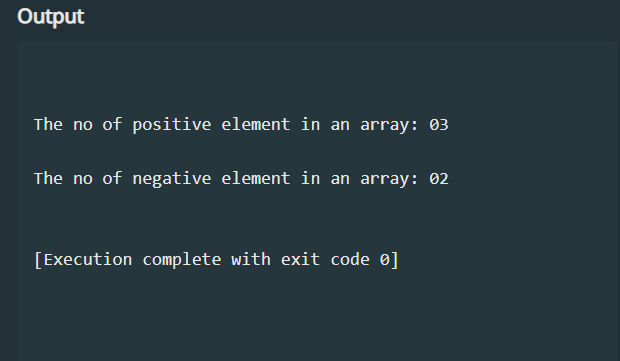 Output
The no of positive element in an array: 03
The no of negative element in an array: 02
[Execution complete with exit code 0]